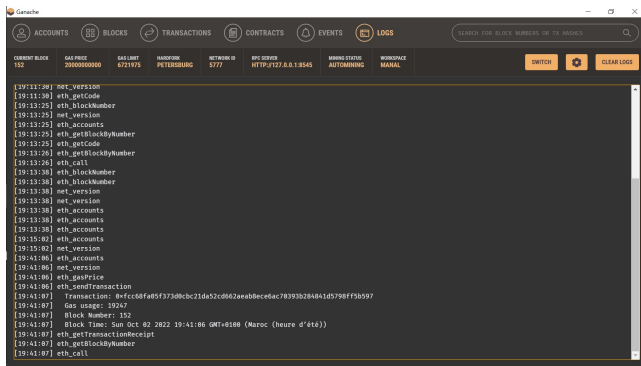 Ganache
ACCOUNTS BLOCKS TRANSACTIONS CONTRACTS EVENTS LOGS SEARCH FOR BLOCK NUMBERS OR TX HASHES
CURRENT BLOCK GAS PRICE GAS LIMIT HARDFORK NETWORK ID RPC SERVER MINING STATUS WORKSPACE
152 20000000000 6721975 PETERSBURG 5777 HTTP://127.0.0.1:8545 AUTOMINING MANAL SWITCH CLEAR LOGS
[19:11:30] net_version
[19:11:30] eth_getCode
[19:13:25] eth_blockNumber
[19:13:25] net_version
[19:13:25] eth_accounts
[19:13:25] eth_getBlockByNumber
[19:13:25] eth_getCode
[19:13:26] eth_getBlockByNumber
[19:13:26] eth_call
[19:13:38] eth_blockNumber
[19:13:38] eth_blockNumber
[19:13:38] net_version
[19:13:38] net_version
[19:13:38] eth_accounts
[19:13:38] eth_accounts
[19:13:38] eth_accounts
[19:15:02] eth_accounts
[19:15:02] net_version
[19:41:06] eth_accounts
[19:41:06] net_version
[19:41:06] eth_gasPrice
[19:41:06] eth_sendTransaction
[19:41:07] Transaction: 0×fcc68fa05f373d0cbc21da52cd662aeab8ece6ac70393b284841d5798ff5b597
[19:41:07] Gas usage: 19247
[19:41:07] Block Number: 152
[19:41:07] Block Time: Sun Oct 02 2022 19:41:06 GMT+0100 (Maroc (heure d'été))
[19:41:07] eth_getTransactionReceipt
[19:41:07] eth_getBlockByNumber
[19:41:07] eth_call